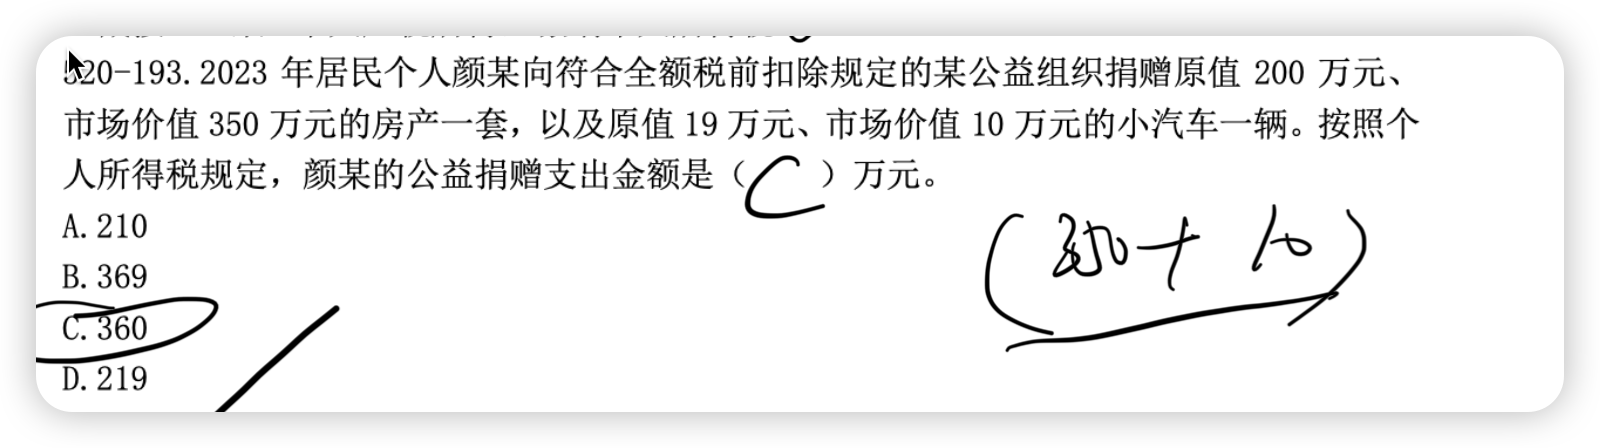 520-193.2023 年居民个人颜某向符合全额税前扣除规定的某公益组织捐赠原值 200 万元、
市场价值 350 万元的房产一套，以及原值 19 万元、市场价值 10 万元的小汽车一辆。按照个
人所得税规定，颜某的公益捐赠支出金额是（ C ）万元。
A.210
(350+10)
B.369
C.360
D.219